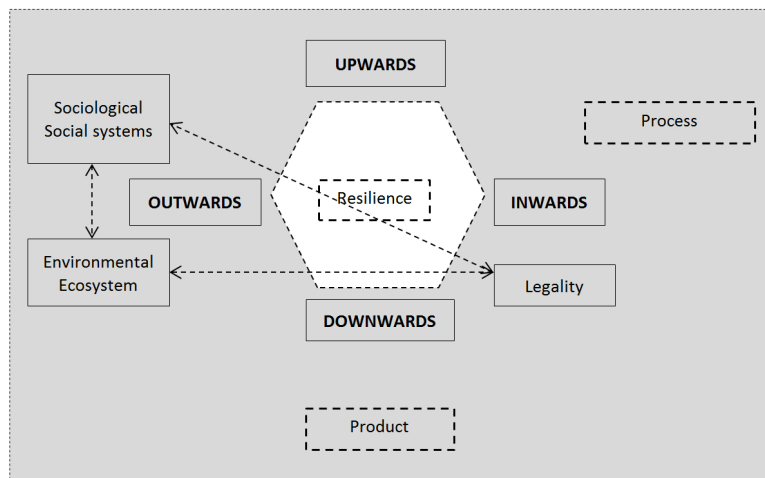 UPWARDS
Sociological
Social systems
Process
OUTWARDS
Resilience
INWARDS
Environmental
Ecosystem
Legality
DOWNWARDS
Product